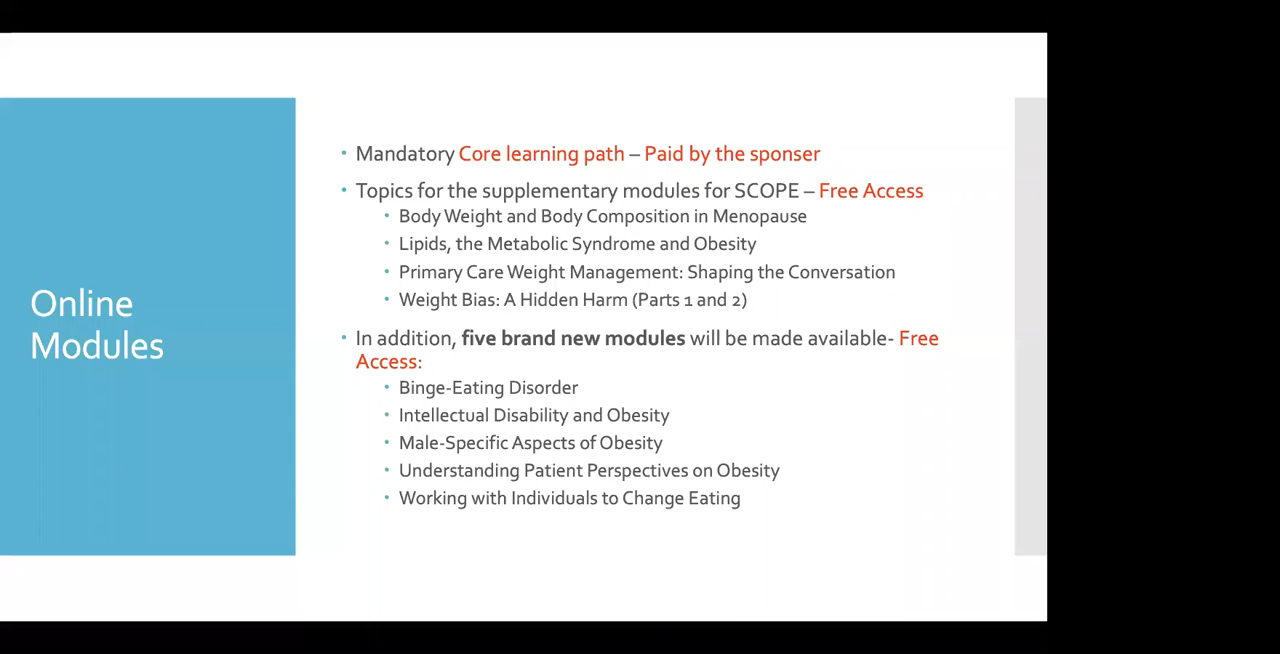 Online
Modules
• Mandatory Core learning path – Paid by the sponser
• Topics for the supplementary modules for SCOPE – Free Access
• Body Weight and Body Composition in Menopause
• Lipids, the Metabolic Syndrome and Obesity
• Primary Care Weight Management: Shaping the Conversation
• Weight Bias: A Hidden Harm (Parts 1 and 2)
• In addition, five brand new modules will be made available- Free
Access:
• Binge-Eating Disorder
• Intellectual Disability and Obesity
• Male-Specific Aspects of Obesity
• Understanding Patient Perspectives on Obesity
• Working with Individuals to Change Eating